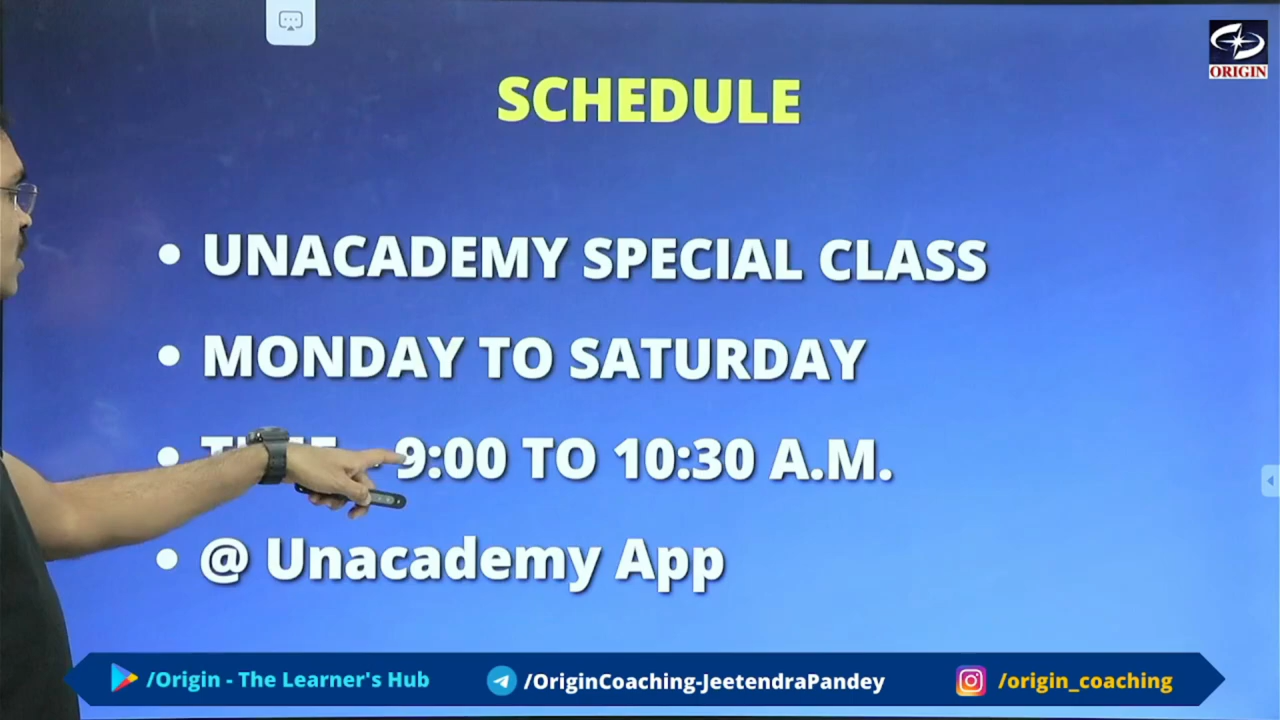 ORIGIN
SCHEDULE
• UNACADEMY SPECIAL CLASS
• MONDAY TO SATURDAY
• TIME 9:00 TO 10:30 A.M.
• @ Unacademy App
/Origin - The Learner's Hub
/OriginCoaching-JeetendraPandey
/origin_coaching